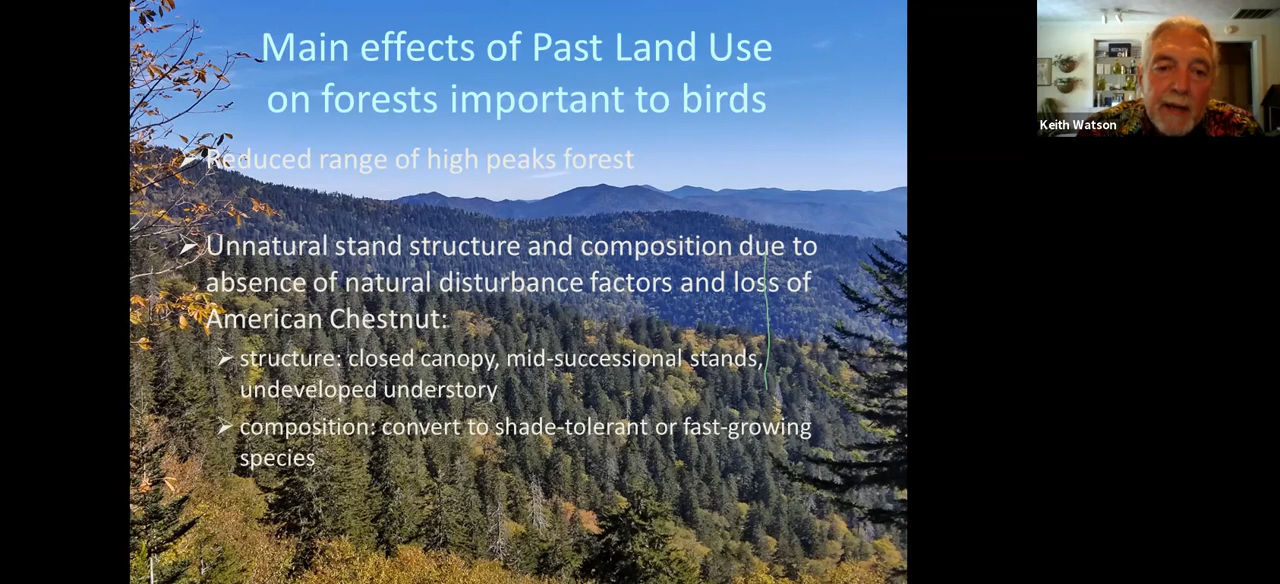 Main effects of Past Land Use
on forests important to birds
Reduced range of high peaks forest
Unnatural stand structure and composition due to
absence of natural disturbance factors and loss of
American Chestnut:
structure: closed canopy, mid-successional stands,
undeveloped understory
composition: convert to shade-tolerant or fast-growing
species
Keith Watson